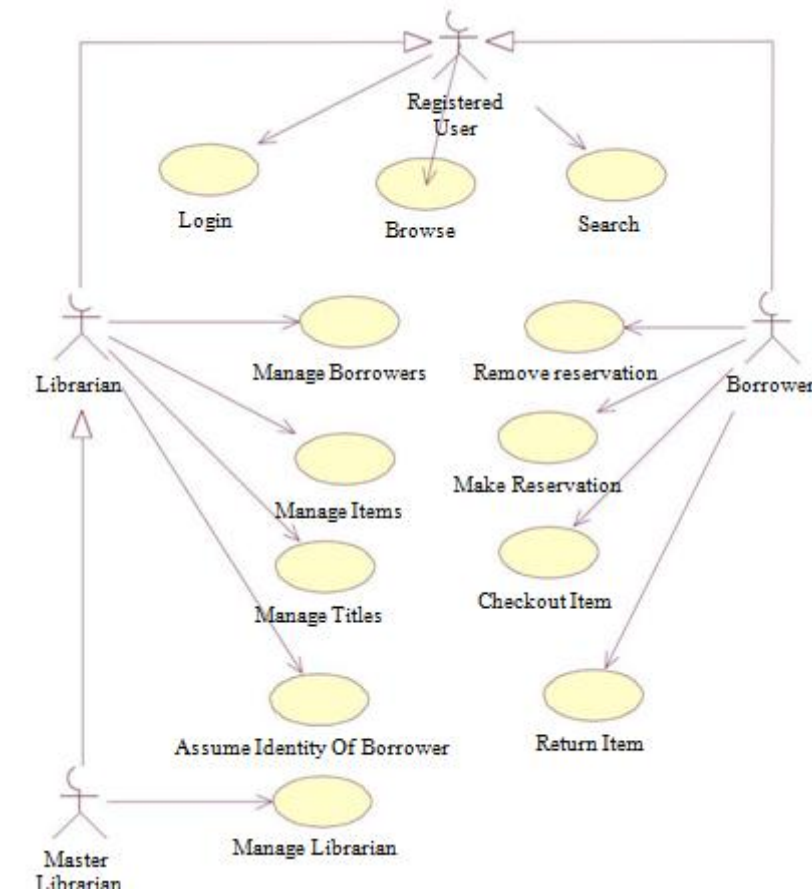 Registered
User
Login
Browse
Search
Librarian
Manage Borrowers
Remove reservation
Borrower
Manage Items
Make Reservation
Manage Titles
Checkout Item
Assume Identity Of Borrower
Return Item
Manage Librarian
Master
Librarian